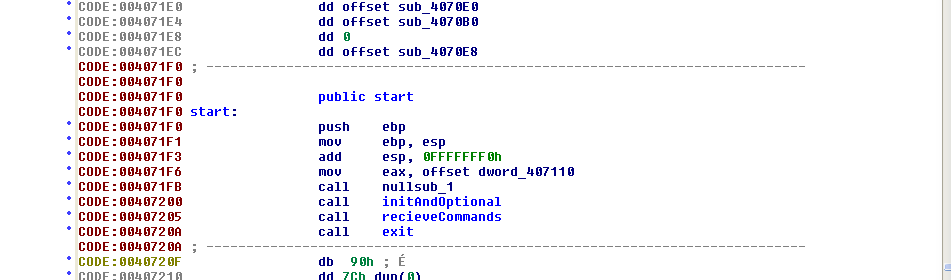 CODE:004071E0 dd offset sub_4070E0
CODE:004071E4 dd offset sub_4070B0
CODE:004071E8 dd 0
CODE:004071EC dd offset sub_4070E8
CODE:004071F0 ; ---------------------------------------------------------------------------
CODE:004071F0
CODE:004071F0 public start
CODE:004071F0 start:
CODE:004071F0 push ebp
CODE:004071F1 mov ebp, esp
CODE:004071F3 add esp, 0FFFFFFF0h
CODE:004071F6 mov eax, offset dword_407110
CODE:004071FB call nullsub_1
CODE:00407200 call initAndOptional
CODE:00407205 call recieveCommands
CODE:0040720A call exit
CODE:0040720A ; ---------------------------------------------------------------------------
CODE:0040720F db 90h ; É
CODE:00407210 dd 7Ch dup(0)